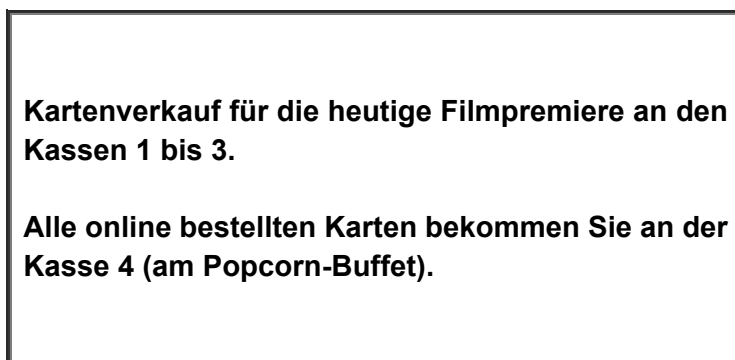 Kartenverkauf für die heutige Filmpremiere an den
Kassen 1 bis 3.
Alle online bestellten Karten bekommen Sie an der
Kasse 4 (am Popcorn-Buffet).